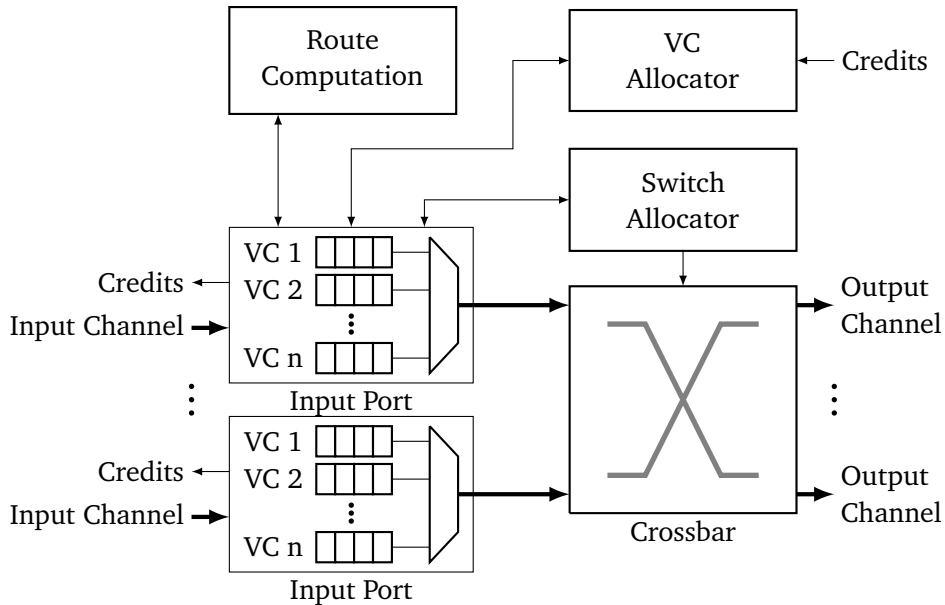 Route
Computation
VC
Allocator
Credits
Switch
Allocator
VC 1
VC 2
VC n
Credits
Input Channel
Input Port
Output
Channel
VC 1
VC 2
VC n
Credits
Input Channel
Input Port
Output
Channel
Crossbar